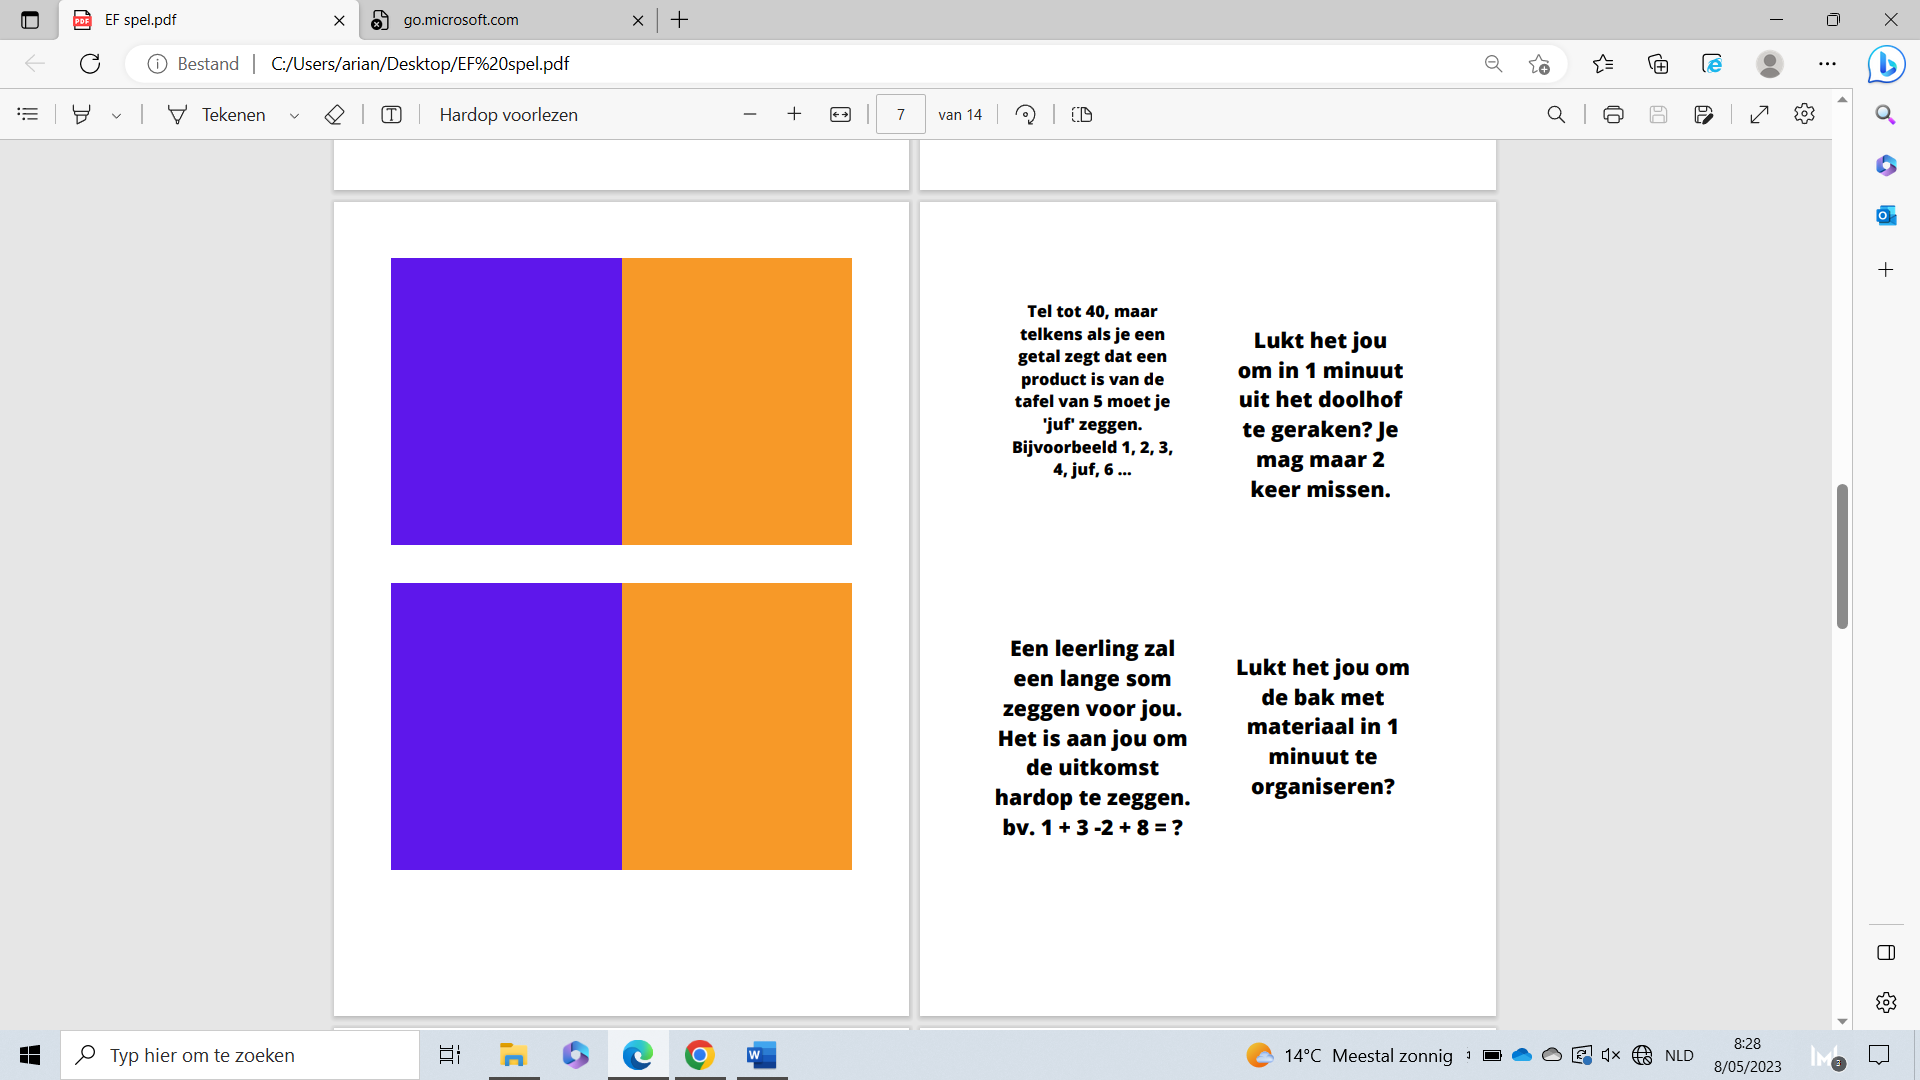 EF spel.pdf
go.microsoft.com
Bestand
C:/Users/arian/Desktop/EF%20spel.pdf
Tekenen
Hardop voorlezen
7
van 14
Tel tot 40, maar
telkens als je een
getal zegt dat een
product is van de
tafel van 5 moet je
'juf' zeggen.
Bijvoorbeeld 1, 2, 3,
4, juf, 6 ...
Lukt het jou
om in 1 minuut
uit het doolhof
te geraken? Je
mag maar 2
keer missen.
Een leerling zal
een lange som
zeggen voor jou.
Het is aan jou om
de uitkomst
hardop te zeggen.
bv. 1 + 3 -2 + 8 = ?
Lukt het jou om
de bak met
materiaal in 1
minuut te
organiseren?
Typ hier om te zoeken
14°C Meestal zonnig
NLD
8:28
8/05/2023
3